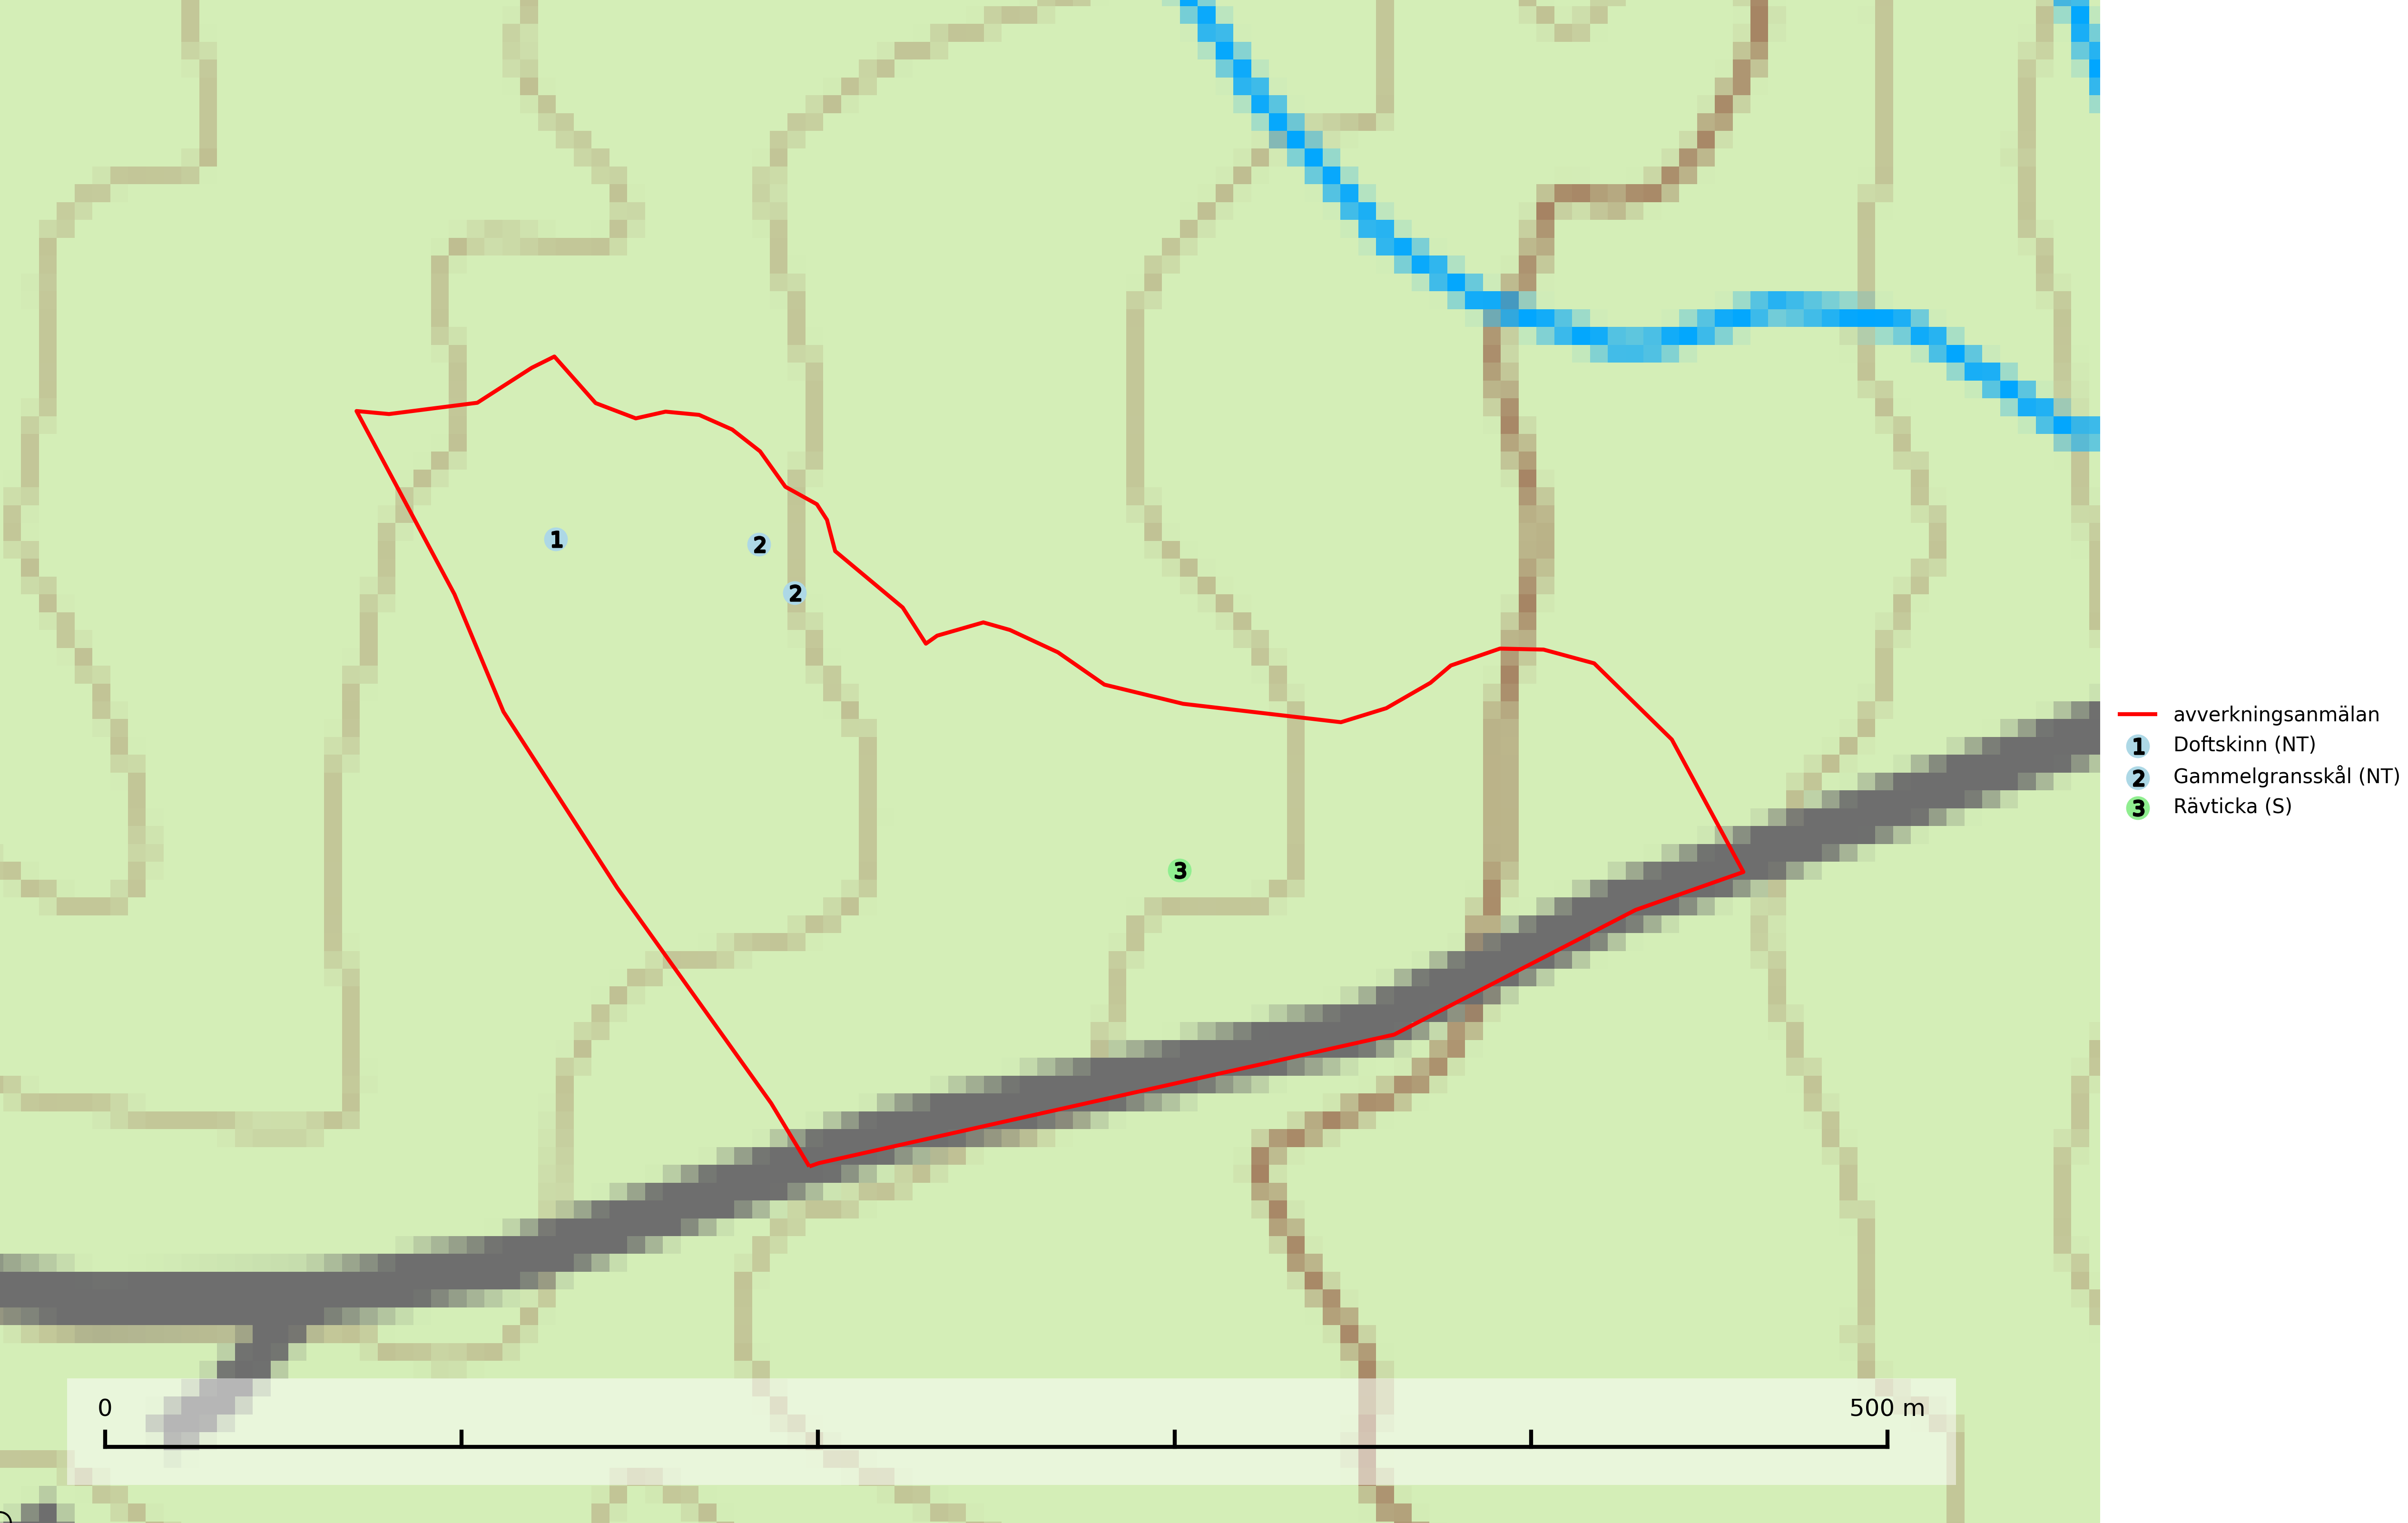 1
2
2
3
avverkningsanmälan
1 Doftskinn (NT)
2 Gammelgransskål (NT)
3 Rävticka (S)
0 500 m